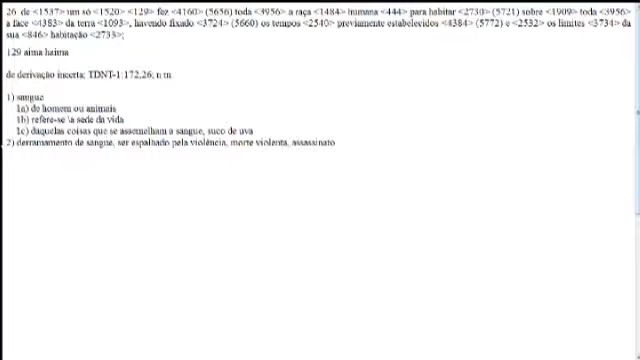 26 de <1537> um só <1520> <129> fez <4160> (5656) toda <3956> a raça <1484> humana <444> para habitar <2730> (5721) sobre <1909> toda <3956>
a face <4383> da terra <1093>, havendo fixado <3724> (5660) os tempos <2540> previamente estabelecidos <4384> (5772) e <2532> os limites <3734> da
sua <846> habitação <2733>;
129 aima haima
de derivação incerta; TDNT-1:172,26; n n
1) sangue
1a) do homem ou animais
1b) refere-se à sede da vida
1c) daquelas coisas que se assemelham a sangue, suco de uva
2) derramamento de sangue, ser espalhado pela violência, morte violenta, assassinato